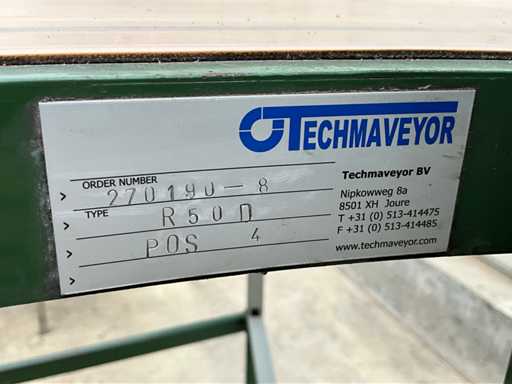 TECHMAVEYOR
ORDER NUMBER
> 270190-8
TYPE
> R50D
> POS 4
>
Techmaveyor BV
Nipkowweg 8a
8501 XH Joure
T +31 (0) 513-414475
F +31 (0) 513-414485
www.techmaveyor.com